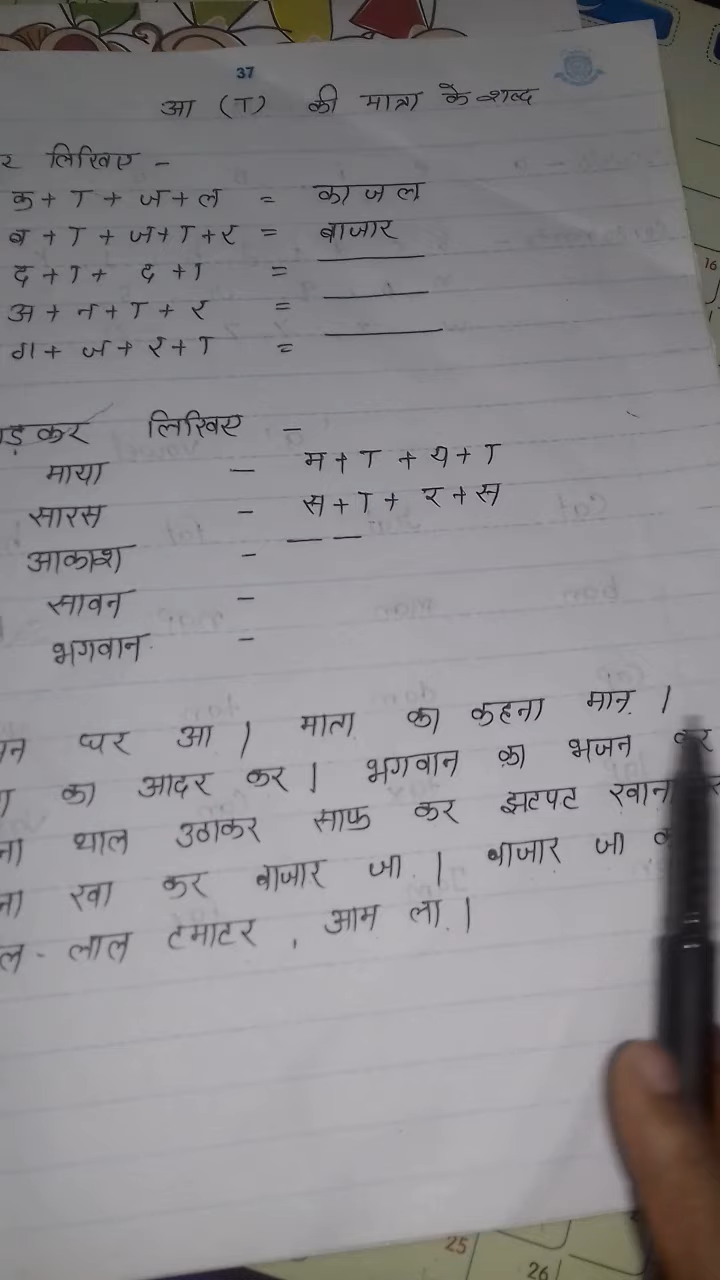 37
आ (ा) की मात्रा के शब्द
र लिखिए -
क + ा + ज + ल = काजल
ब + ा + ज + ा + र = बाजार
द + ा + द + ा =
अ + न + ा + र =
ग + ज + र + ा =
ड़कर लिखिए -
माया - म + ा + य + ा
सारस - स + ा + र + स
आकाश -
सावन -
भगवान -
घर आ । माता का कहना मान ।
का आदर कर । भगवान का भजन कर
ना थाल उठाकर साफ कर झटपट खाना
ना खा कर बाजार जा । बाजार जा
ल - लाल टमाटर , आम ला ।
16
25
26